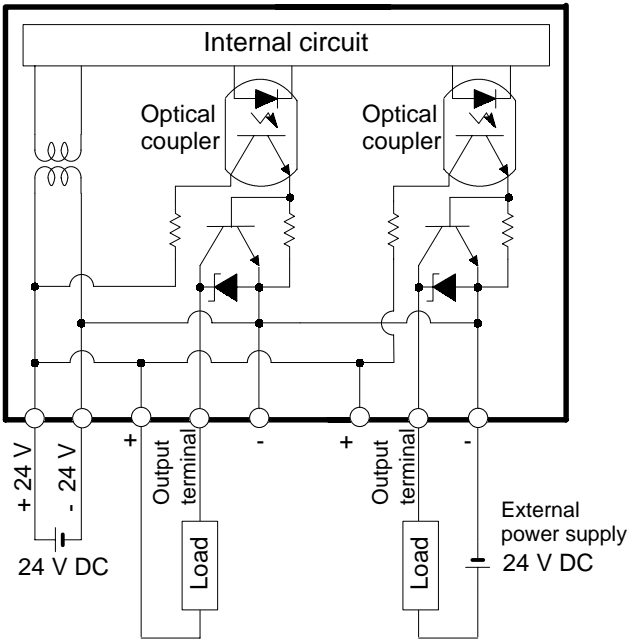 Internal circuit
Optical
coupler
Optical
coupler
+ 24 V
- 24 V
+
Output
terminal
-
+
Output
terminal
-
24 V DC
Load
Load
External
power supply
24 V DC